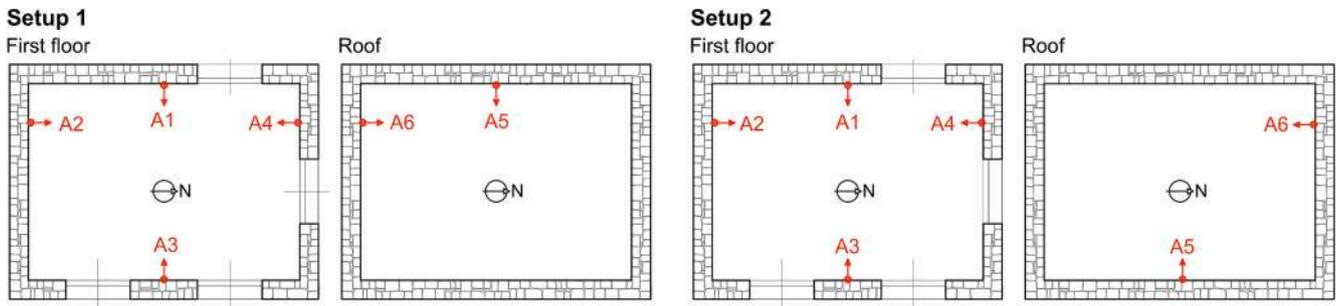 Setup 1
First floor
Roof
A2
A1
A4
N
A3
A6
A5
N
Setup 2
First floor
Roof
A2
A1
A4
N
A3
A6
N
A5